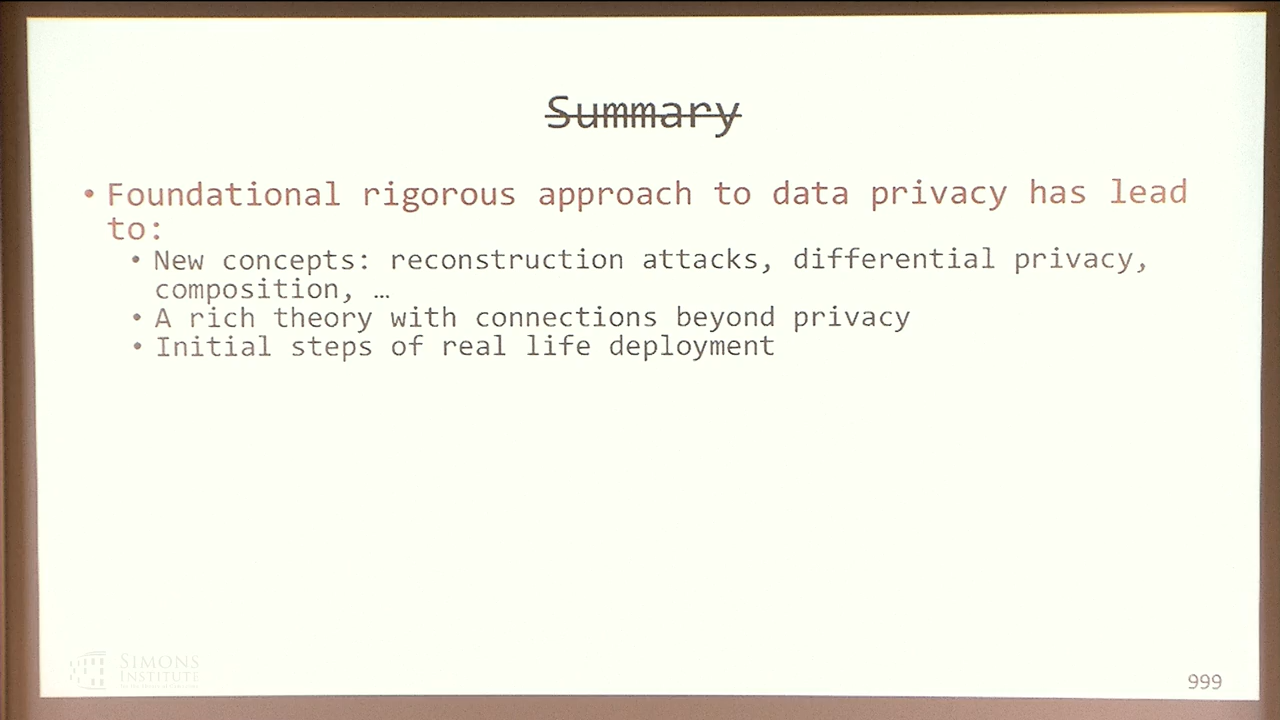 Summary
• Foundational rigorous approach to data privacy has lead
to:
• New concepts: reconstruction attacks, differential privacy,
composition, …
• A rich theory with connections beyond privacy
• Initial steps of real life deployment
SIMONS
INSTITUTE
999